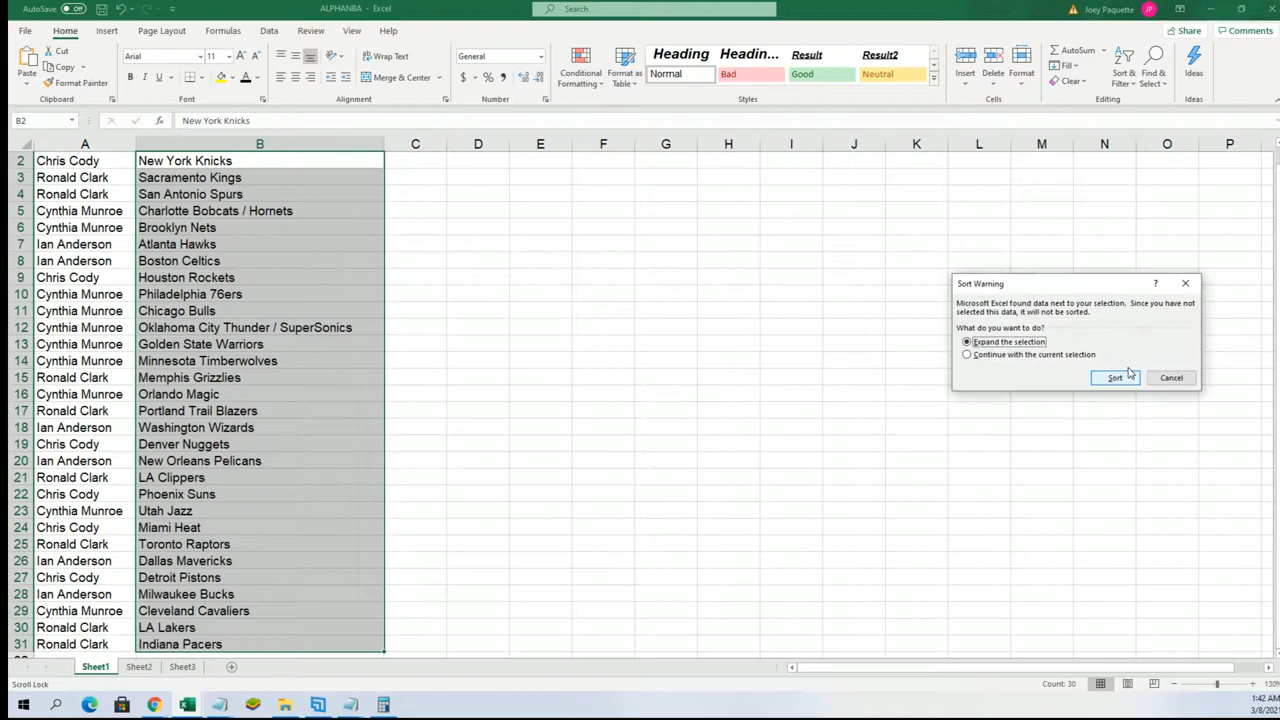 AutoSave Off ALPHANBA - Excel Search Joey Paquette JP
File Home Insert Page Layout Formulas Data Review View Help Share Comments
Cut
Copy
Format Painter
Paste
Clipboard
Arial 11
B I U
Font
Wrap Text
Merge & Center
Alignment
General
$ % ,
Number
Conditional Formatting
Format as Table
Heading Headin... Result Result2
Normal Bad Good Neutral
Styles
Insert Delete Format
Cells
AutoSum
Fill
Clear
Sort & Filter
Find & Select
Editing
Ideas
Ideas
B2 fx New York Knicks
A B C D E F G H I J K L M N O P
2 Chris Cody New York Knicks
3 Ronald Clark Sacramento Kings
4 Ronald Clark San Antonio Spurs
5 Cynthia Munroe Charlotte Bobcats / Hornets
6 Cynthia Munroe Brooklyn Nets
7 Ian Anderson Atlanta Hawks
8 Ian Anderson Boston Celtics
9 Chris Cody Houston Rockets
10 Cynthia Munroe Philadelphia 76ers
11 Cynthia Munroe Chicago Bulls
12 Cynthia Munroe Oklahoma City Thunder / SuperSonics
13 Cynthia Munroe Golden State Warriors
14 Cynthia Munroe Minnesota Timberwolves
15 Ronald Clark Memphis Grizzlies
16 Cynthia Munroe Orlando Magic
17 Ronald Clark Portland Trail Blazers
18 Ian Anderson Washington Wizards
19 Chris Cody Denver Nuggets
20 Ian Anderson New Orleans Pelicans
21 Ronald Clark LA Clippers
22 Chris Cody Phoenix Suns
23 Cynthia Munroe Utah Jazz
24 Chris Cody Miami Heat
25 Ronald Clark Toronto Raptors
26 Ian Anderson Dallas Mavericks
27 Chris Cody Detroit Pistons
28 Ian Anderson Milwaukee Bucks
29 Cynthia Munroe Cleveland Cavaliers
30 Ronald Clark LA Lakers
31 Ronald Clark Indiana Pacers
Sort Warning ?
Microsoft Excel found data next to your selection. Since you have not
selected this data, it will not be sorted.
What do you want to do?
Expand the selection
Continue with the current selection
Sort Cancel
Sheet1 Sheet2 Sheet3
Scroll Lock Count: 30 130%
1:42 AM
3/8/2021